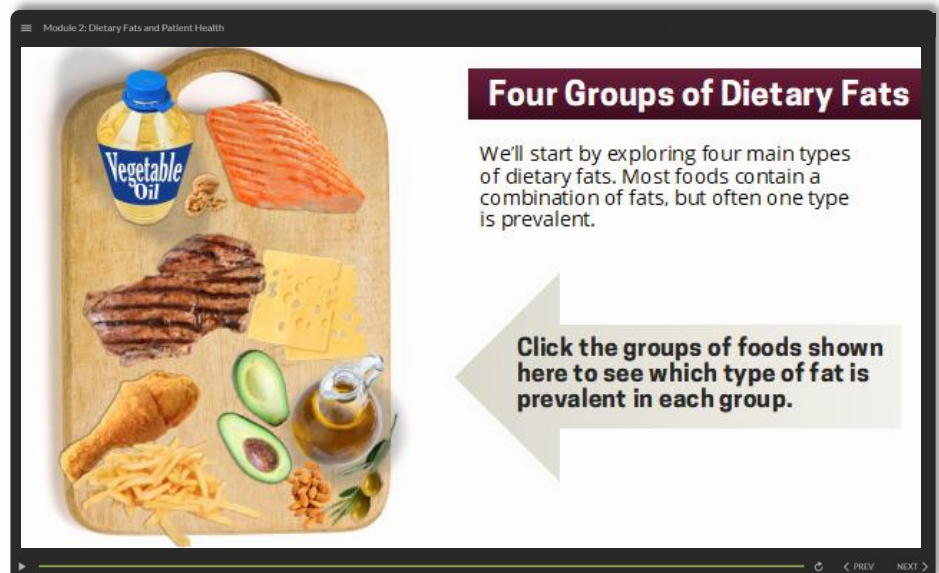 Module 2: Dietary Fats and Patient Health
Vegetable
Oil
Four Groups of Dietary Fats
We'll start by exploring four main types
of dietary fats. Most foods contain a
combination of fats, but often one type
is prevalent.
Click the groups of foods shown
here to see which type of fat is
prevalent in each group.
PREV
NEXT